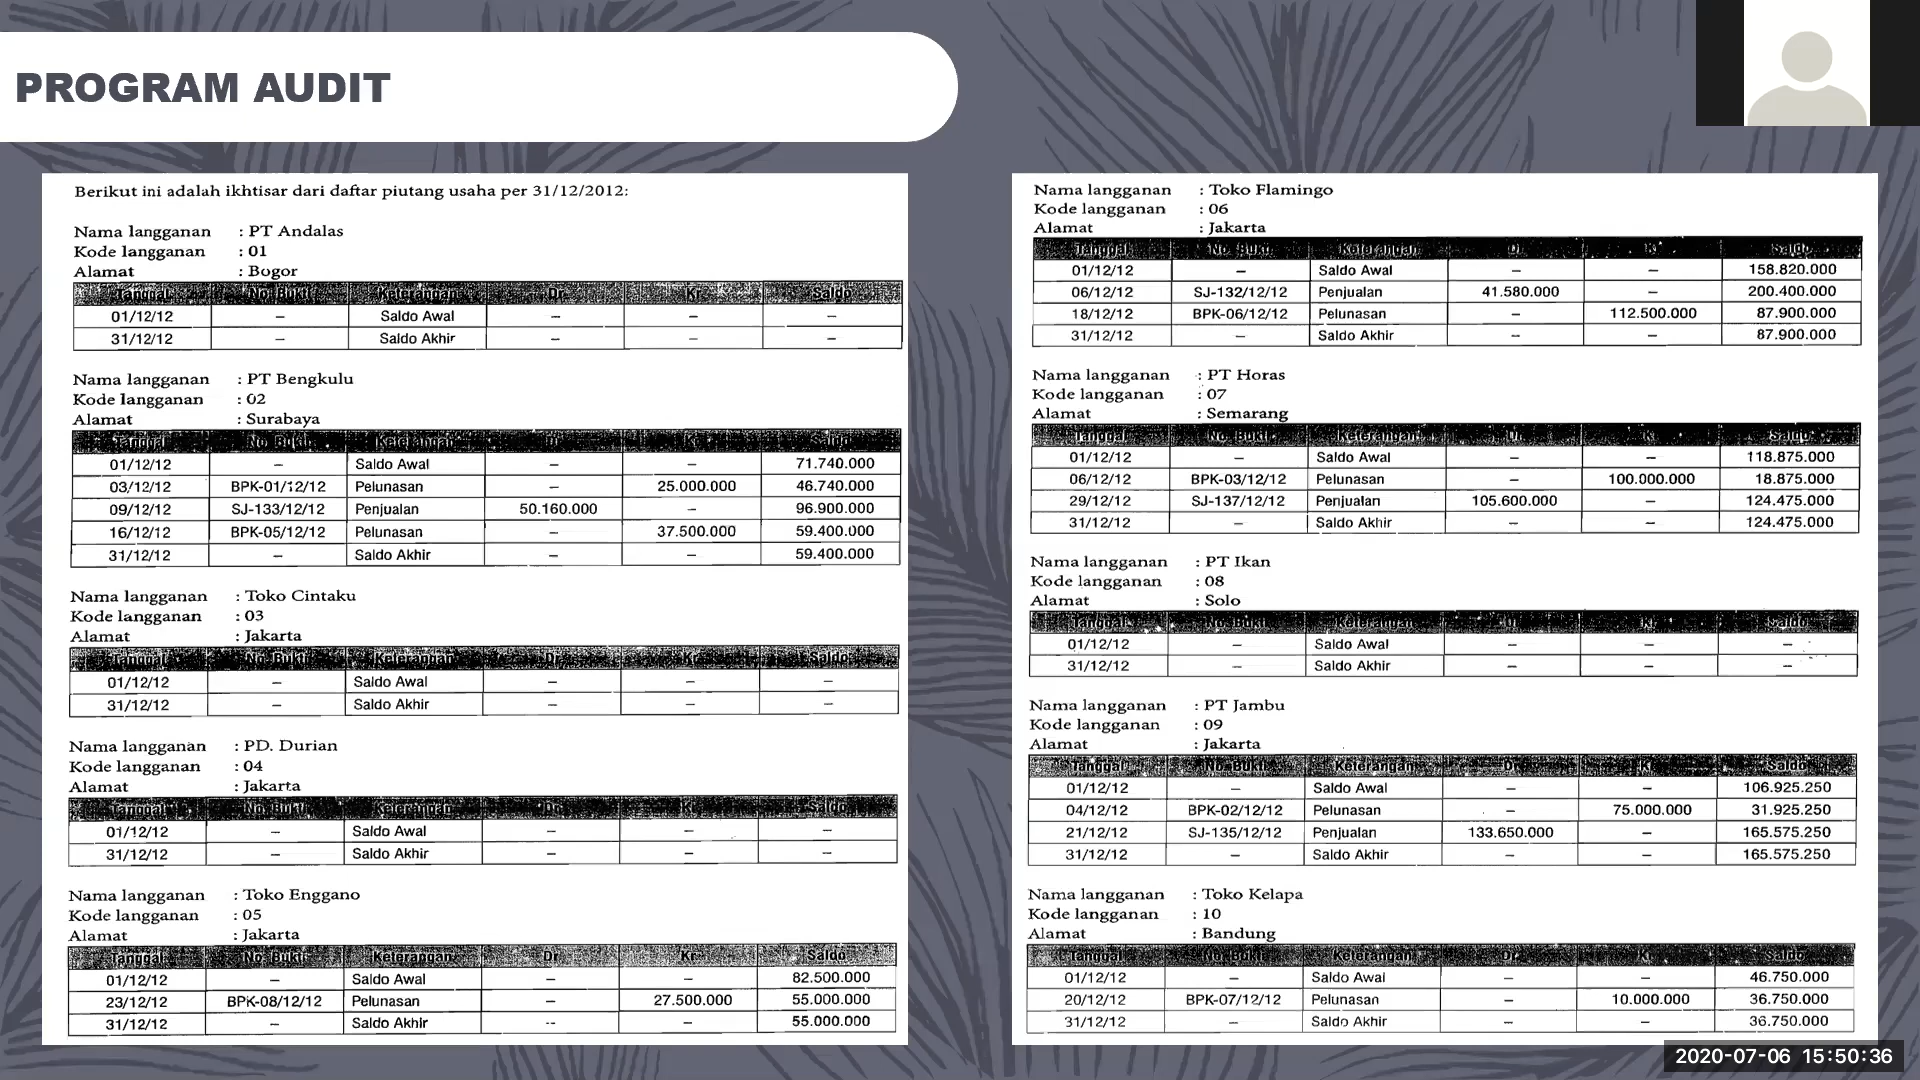 PROGRAM AUDIT
Berikut ini adalah ikhtisar dari daftar piutang usaha per 31/12/2012:
Nama langganan : PT Andalas
Kode langganan : 01
Alamat : Bogor
Tanggal No. Bukti Keterangan Dr Kr Saldo
01/12/12 – Saldo Awal – – –
31/12/12 – Saldo Akhir – – –
Nama langganan : PT Bengkulu
Kode langganan : 02
Alamat : Surabaya
Tanggal No. Bukti Keterangan Dr Kr Saldo
01/12/12 – Saldo Awal – – 71.740.000
03/12/12 BPK-01/12/12 Pelunasan – 25.000.000 46.740.000
09/12/12 SJ-133/12/12 Penjualan 50.160.000 – 96.900.000
16/12/12 BPK-05/12/12 Pelunasan – 37.500.000 59.400.000
31/12/12 – Saldo Akhir – – 59.400.000
Nama langganan : Toko Cintaku
Kode langganan : 03
Alamat : Jakarta
Tanggal No. Bukti Keterangan Dr Kr Saldo
01/12/12 – Saldo Awal – – –
31/12/12 – Saldo Akhir – – –
Nama langganan : PD. Durian
Kode langganan : 04
Alamat : Jakarta
Tanggal No. Bukti Keterangan Dr Kr Saldo
01/12/12 – Saldo Awal – – –
31/12/12 – Saldo Akhir – – –
Nama langganan : Toko Enggano
Kode langganan : 05
Alamat : Jakarta
Tanggal No. Bukti Keterangan Dr Kr Saldo
01/12/12 – Saldo Awal – – 82.500.000
23/12/12 BPK-08/12/12 Pelunasan – 27.500.000 55.000.000
31/12/12 – Saldo Akhir -- – 55.000.000
Nama langganan : Toko Flamingo
Kode langganan : 06
Alamat : Jakarta
Tanggal No. Bukti Keterangan Dr Kr Saldo
01/12/12 – Saldo Awal – – 158.820.000
06/12/12 SJ-132/12/12 Penjualan 41.580.000 – 200.400.000
18/12/12 BPK-06/12/12 Pelunasan – 112.500.000 87.900.000
31/12/12 – Saldo Akhir – – 87.900.000
Nama langganan : PT Horas
Kode langganan : 07
Alamat : Semarang
Tanggal No. Bukti Keterangan Dr Kr Saldo
01/12/12 – Saldo Awal – – 118.875.000
06/12/12 BPK-03/12/12 Pelunasan – 100.000.000 18.875.000
29/12/12 SJ-137/12/12 Penjualan 105.600.000 – 124.475.000
31/12/12 – Saldo Akhir – – 124.475.000
Nama langganan : PT Ikan
Kode langganan : 08
Alamat : Solo
Tanggal No. Bukti Keterangan Dr Kr Saldo
01/12/12 – Saldo Awal – – –
31/12/12 – Saldo Akhir – – –
Nama langganan : PT Jambu
Kode langganan : 09
Alamat : Jakarta
Tanggal No. Bukti Keterangan Dr Kr Saldo
01/12/12 – Saldo Awal – – 106.925.250
04/12/12 BPK-02/12/12 Pelunasan – 75.000.000 31.925.250
21/12/12 SJ-135/12/12 Penjualan 133.650.000 – 165.575.250
31/12/12 – Saldo Akhir – – 165.575.250
Nama langganan : Toko Kelapa
Kode langganan : 10
Alamat : Bandung
Tanggal No. Bukti Keterangan Dr Kr Saldo
01/12/12 – Saldo Awal – – 46.750.000
20/12/12 BPK-07/12/12 Pelunasan – 10.000.000 36.750.000
31/12/12 – Saldo Akhir – – 36.750.000
2020-07-06 15:50:36